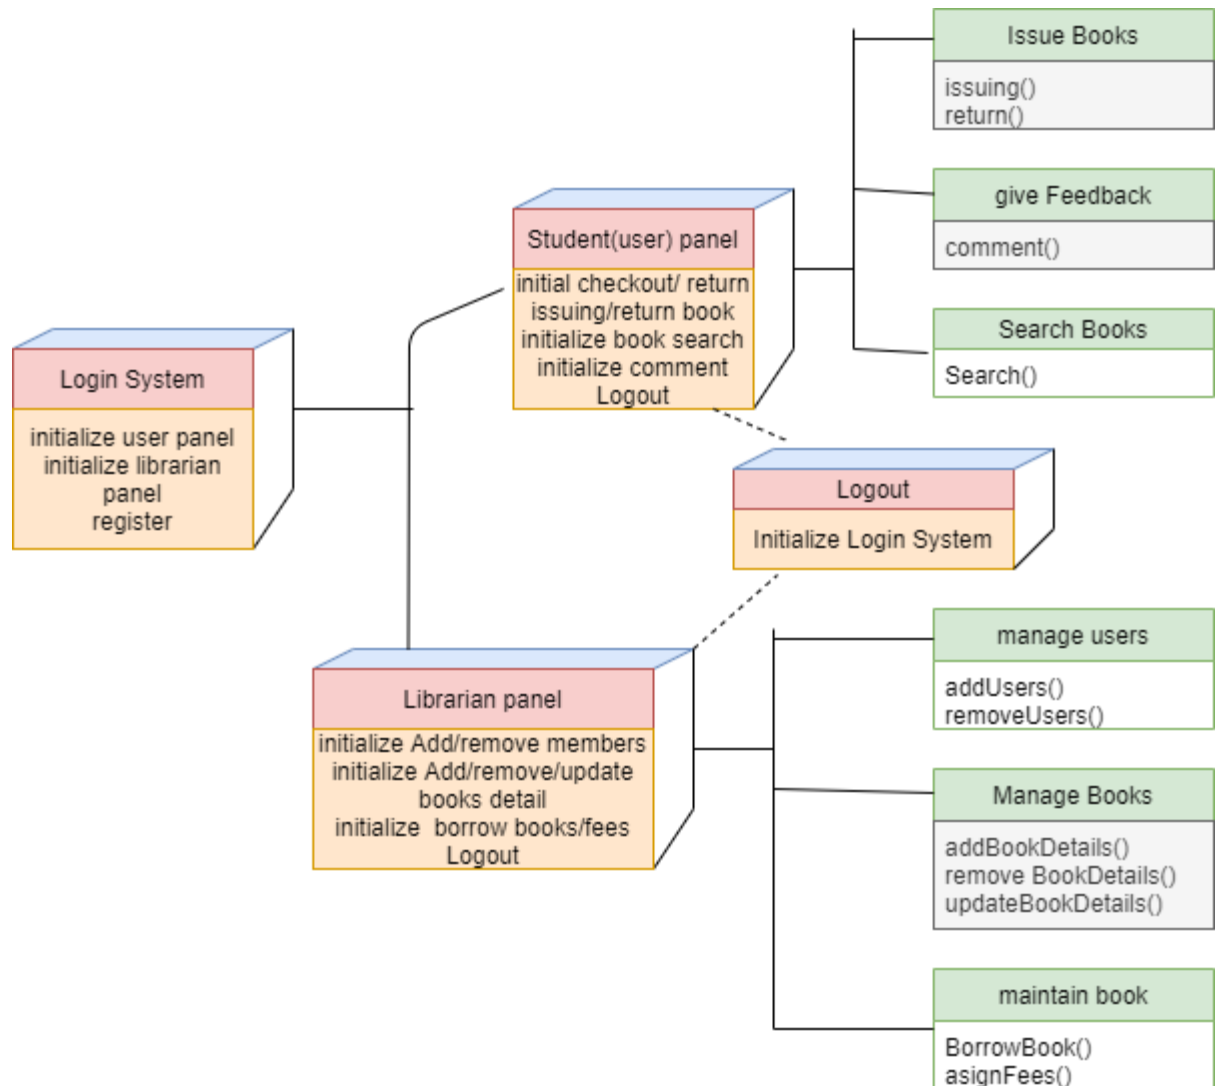 Issue Books
issuing()
return()
give Feedback
comment()
Search Books
Search()
Student(user) panel
initial checkout/ return
issuing/return book
initialize book search
initialize comment
Logout
Login System
initialize user panel
initialize librarian
panel
register
Logout
Initialize Login System
Librarian panel
initialize Add/remove members
initialize Add/remove/update
books detail
initialize  borrow books/fees
Logout
manage users
addUsers()
removeUsers()
Manage Books
addBookDetails()
remove BookDetails()
updateBookDetails()
maintain book
BorrowBook()
asignFees()